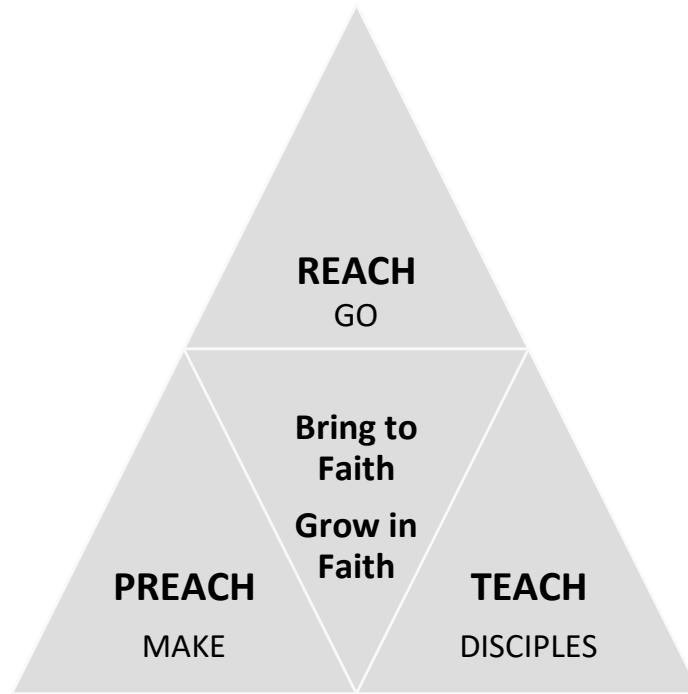 REACH
GO
Bring to
Faith
Grow in
Faith
PREACH
MAKE
TEACH
DISCIPLES